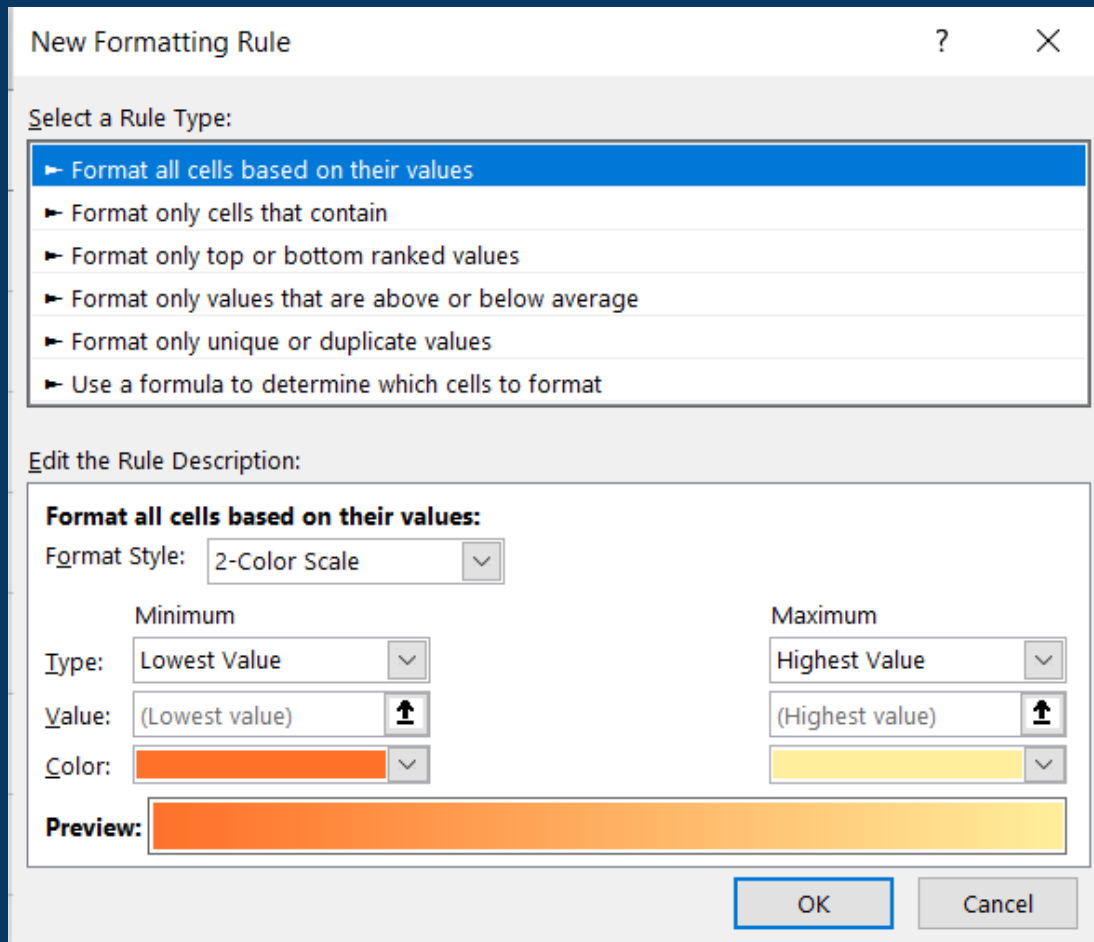 New Formatting Rule ?
Select a Rule Type:
► Format all cells based on their values
► Format only cells that contain
► Format only top or bottom ranked values
► Format only values that are above or below average
► Format only unique or duplicate values
► Use a formula to determine which cells to format
Edit the Rule Description:
Format all cells based on their values:
Format Style: 2-Color Scale
Minimum Maximum
Type: Lowest Value Highest Value
Value: (Lowest value) (Highest value)
Color:
Preview:
OK Cancel